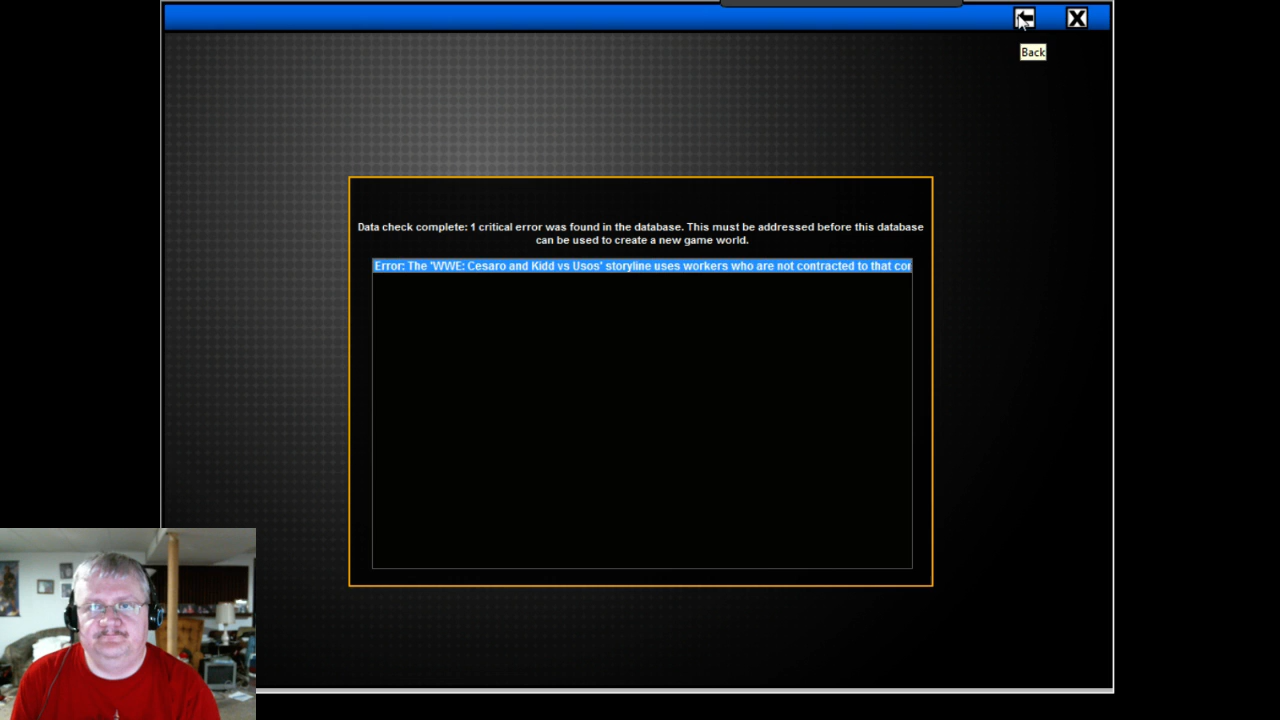 Back
Data check complete: 1 critical error was found in the database. This must be addressed before this database
can be used to create a new game world.
Error: The 'WWE: Cesaro and Kidd vs Usos' storyline uses workers who are not contracted to that